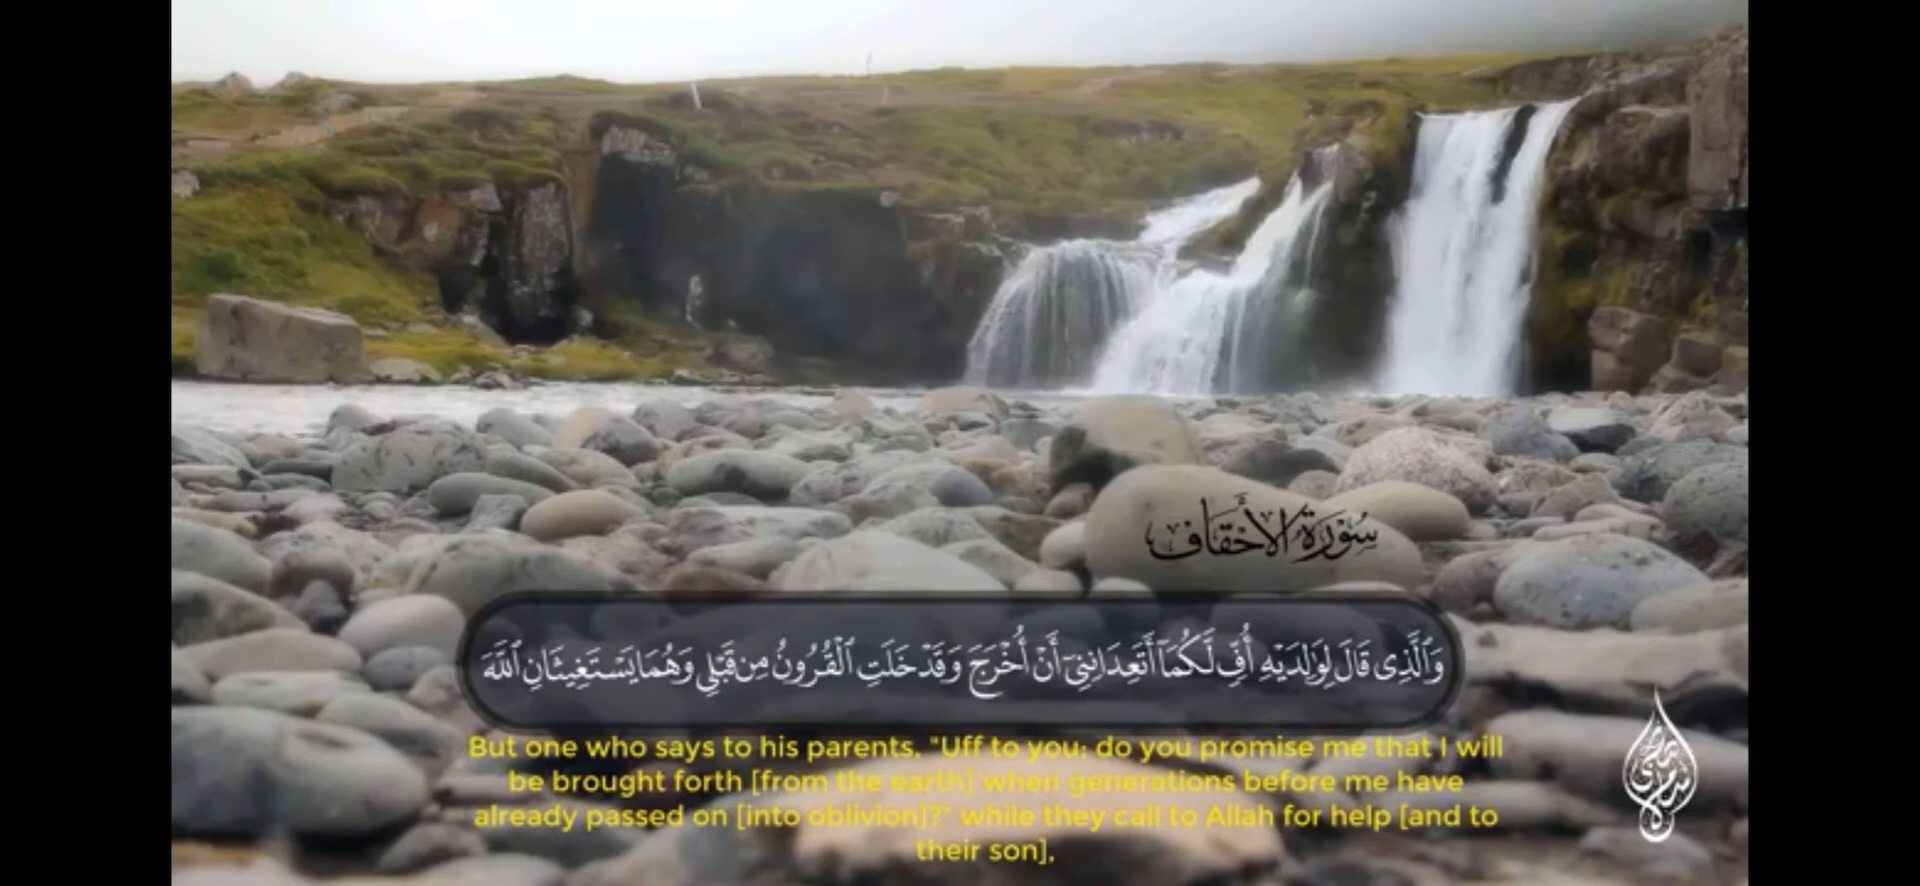 سُورَةُ الأَحْقَافِ
وَٱلَّذِى قَالَ لِوَٰلِدَيْهِ أُفٍّ لَّكُمَآ أَتَعِدَانِنِىٓ أَنْ أُخْرَجَ وَقَدْ خَلَتِ ٱلْقُرُونُ مِن قَبْلِى وَهُمَا يَسْتَغِيثَانِ ٱللَّهَ
But one who says to his parents, "Uff to you; do you promise me that I will
be brought forth [from the earth] when generations before me have
already passed on [into oblivion]?" while they call to Allah for help [and to
their son],